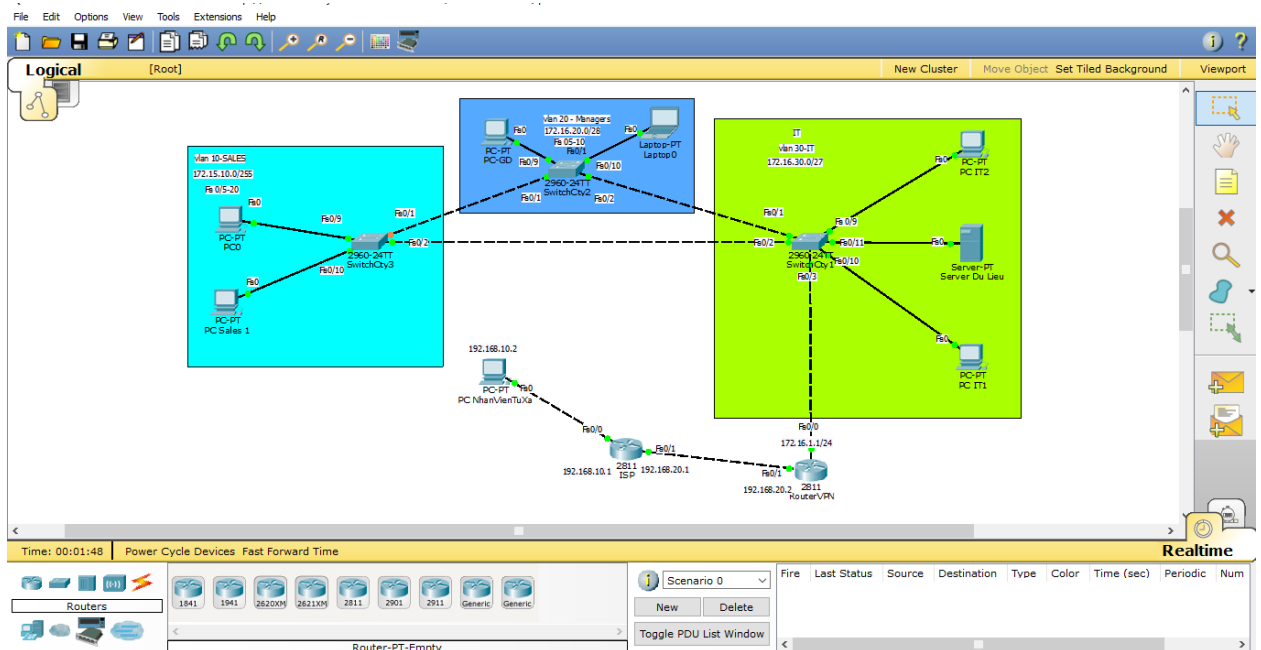 File Edit Options View Tools Extensions Help
Logical [Root] New Cluster Move Object Set Tiled Background Viewport
vlan 10-SALES
172.15.10.0/255
Fa 0/5-20
Fa0
PC-PT
PC0
Fa0/9
Fa0/1
Fa0/2
2960-24TT
SwitchCty3
Fa0/10
Fa0
PC-PT
PC Sales 1
vlan 20 - Managers
172.16.20.0/28
Fa 05-10
Fa0/1
Fa0
PC-PT
PC-GD
Fa0
Laptop-PT
Laptop0
Fa0/9
Fa0/10
2960-24TT
SwitchCty2
Fa0/1
Fa0/2
IT
vlan 30-IT
172.16.30.0/27
Fa0
PC-PT
PC IT2
Fa0/1
Fa 0/9
Fa0/2
Fa0/11
Fa0
2960-24TT
SwitchCty1
Fa0/10
Fa0/3
Server-PT
Server Du Lieu
Fa0
PC-PT
PC IT1
192.168.10.2
PC-PT
PC NhanVienTuXa
Fa0
Fa0/0
Fa0/1
192.168.10.1
2811
ISP
192.168.20.1
Fa0/0
172.16.1.1/24
Fa0/1
192.168.20.2
2811
RouterVPN
Time: 00:01:48 Power Cycle Devices Fast Forward Time Realtime
Routers
1841 1941 2620XM 2621XM 2811 2901 2911 Generic Generic
Router-PT-Empty
Scenario 0
New Delete
Toggle PDU List Window
Fire Last Status Source Destination Type Color Time (sec) Periodic Num